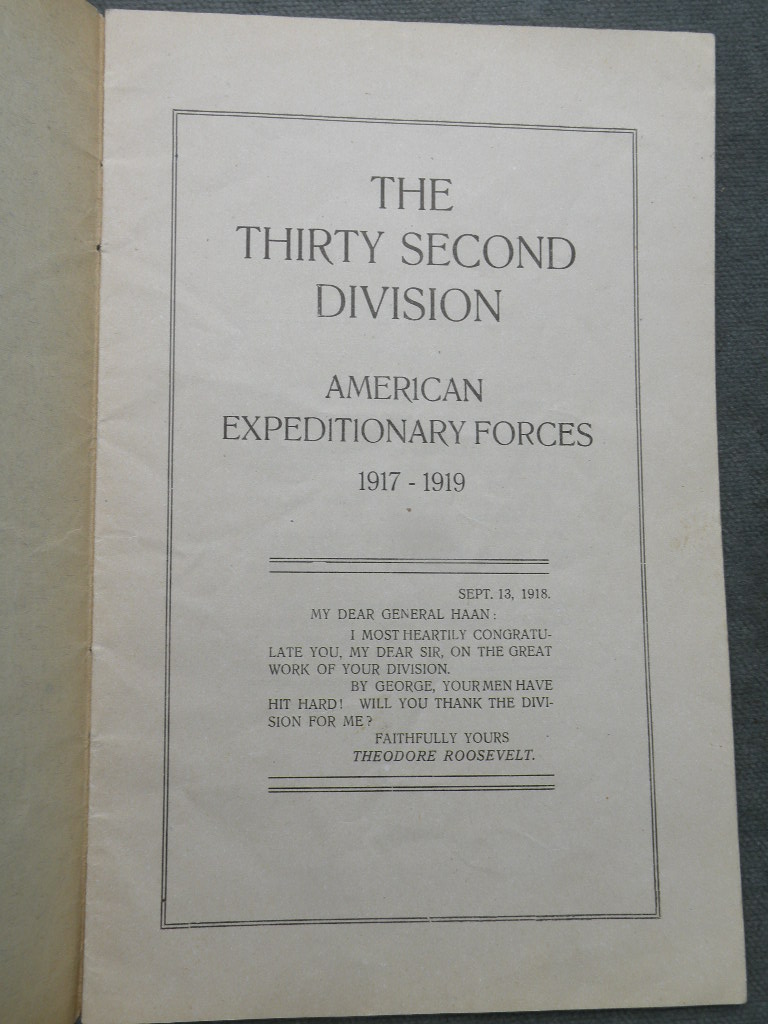 THE
THIRTY SECOND
DIVISION
AMERICAN
EXPEDITIONARY FORCES
1917 - 1919
SEPT. 13, 1918.
MY DEAR GENERAL HAAN:
I MOST HEARTILY CONGRATU-
LATE YOU, MY DEAR SIR, ON THE GREAT
WORK OF YOUR DIVISION.
BY GEORGE, YOUR MEN HAVE
HIT HARD! WILL YOU THANK THE DIVI-
SION FOR ME?
FAITHFULLY YOURS
THEODORE ROOSEVELT.